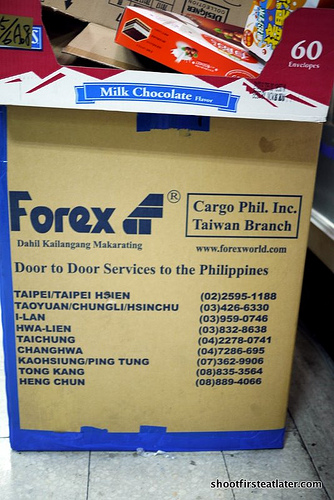 60
Envelopes
Milk Chocolate Flavor
Forex ®
Dahil Kailangang Makarating
Cargo Phil. Inc.
Taiwan Branch
www.forexworld.com
Door to Door Services to the Philippines
TAIPEI/TAIPEI HSIEN (02)2595-1188
TAOYUAN/CHUNGLI/HSINCHU (03)426-6330
I-LAN (03)959-0746
HWA-LIEN (03)832-8638
TAICHUNG (04)2278-0741
CHANGHWA (04)7286-695
KAOHSIUNG/PING TUNG (07)362-9906
TONG KANG (08)835-3564
HENG CHUN (08)889-4066
shootfirsteatlater.com